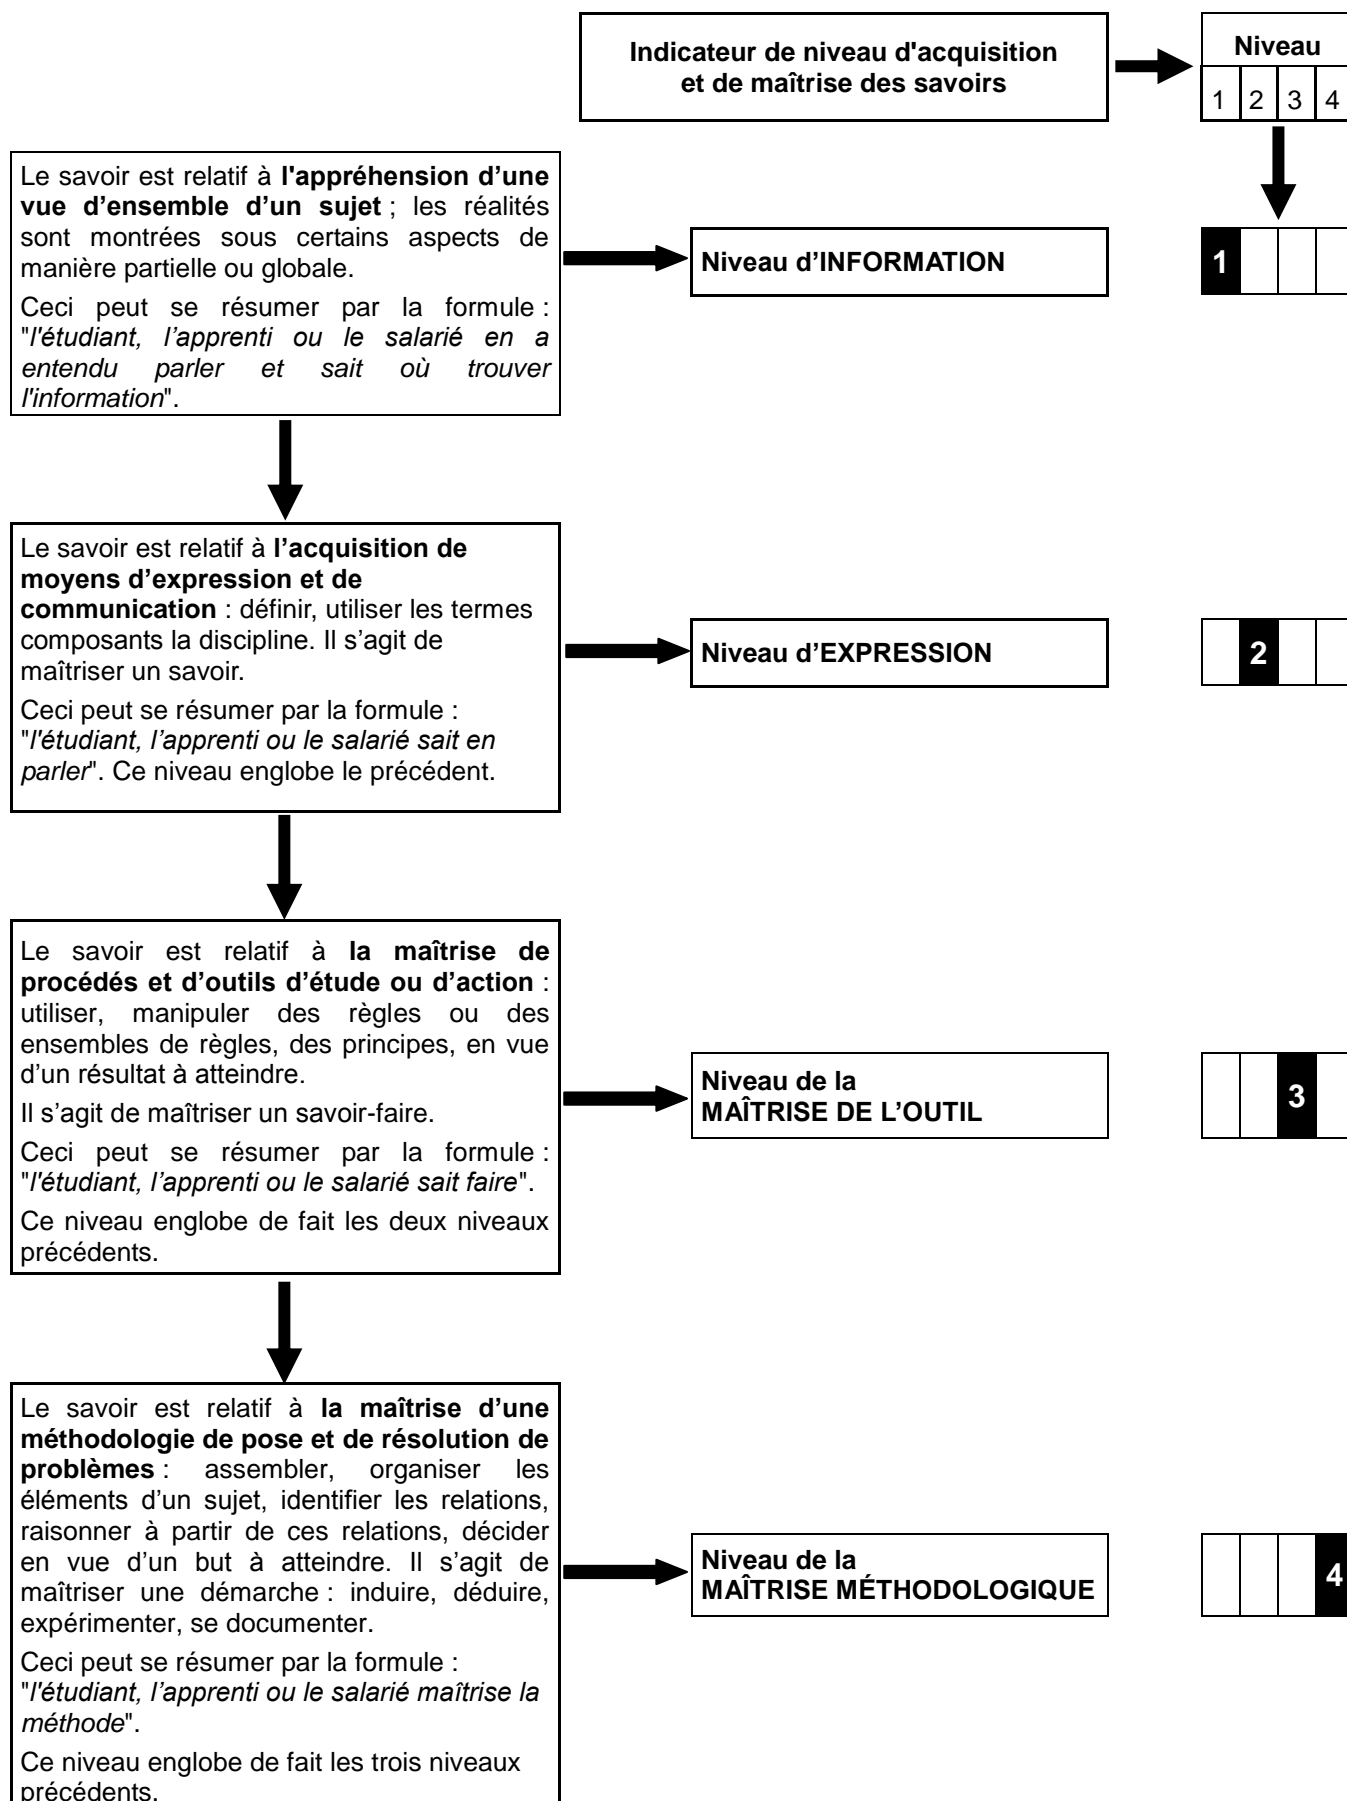 Indicateur de niveau d'acquisition
et de maîtrise des savoirs
Niveau
1 2 3 4
Le savoir est relatif à l'appréhension d’une
vue d’ensemble d’un sujet ; les réalités
sont montrées sous certains aspects de
manière partielle ou globale.
Ceci peut se résumer par la formule :
"l'étudiant, l’apprenti ou le salarié en a
entendu parler et sait où trouver
l'information".
Niveau d’INFORMATION
1
Le savoir est relatif à l’acquisition de
moyens d’expression et de
communication : définir, utiliser les termes
composants la discipline. Il s’agit de
maîtriser un savoir.
Ceci peut se résumer par la formule :
"l'étudiant, l’apprenti ou le salarié sait en
parler". Ce niveau englobe le précédent.
Niveau d’EXPRESSION
2
Le savoir est relatif à la maîtrise de
procédés et d’outils d’étude ou d’action :
utiliser, manipuler des règles ou des
ensembles de règles, des principes, en vue
d’un résultat à atteindre.
Il s’agit de maîtriser un savoir-faire.
Ceci peut se résumer par la formule :
"l'étudiant, l’apprenti ou le salarié sait faire".
Ce niveau englobe de fait les deux niveaux
précédents.
Niveau de la
MAÎTRISE DE L’OUTIL
3
Le savoir est relatif à la maîtrise d’une
méthodologie de pose et de résolution de
problèmes : assembler, organiser les
éléments d’un sujet, identifier les relations,
raisonner à partir de ces relations, décider
en vue d’un but à atteindre. Il s’agit de
maîtriser une démarche : induire, déduire,
expérimenter, se documenter.
Ceci peut se résumer par la formule :
"l'étudiant, l’apprenti ou le salarié maîtrise la
méthode".
Ce niveau englobe de fait les trois niveaux
précédents.
Niveau de la
MAÎTRISE MÉTHODOLOGIQUE
4